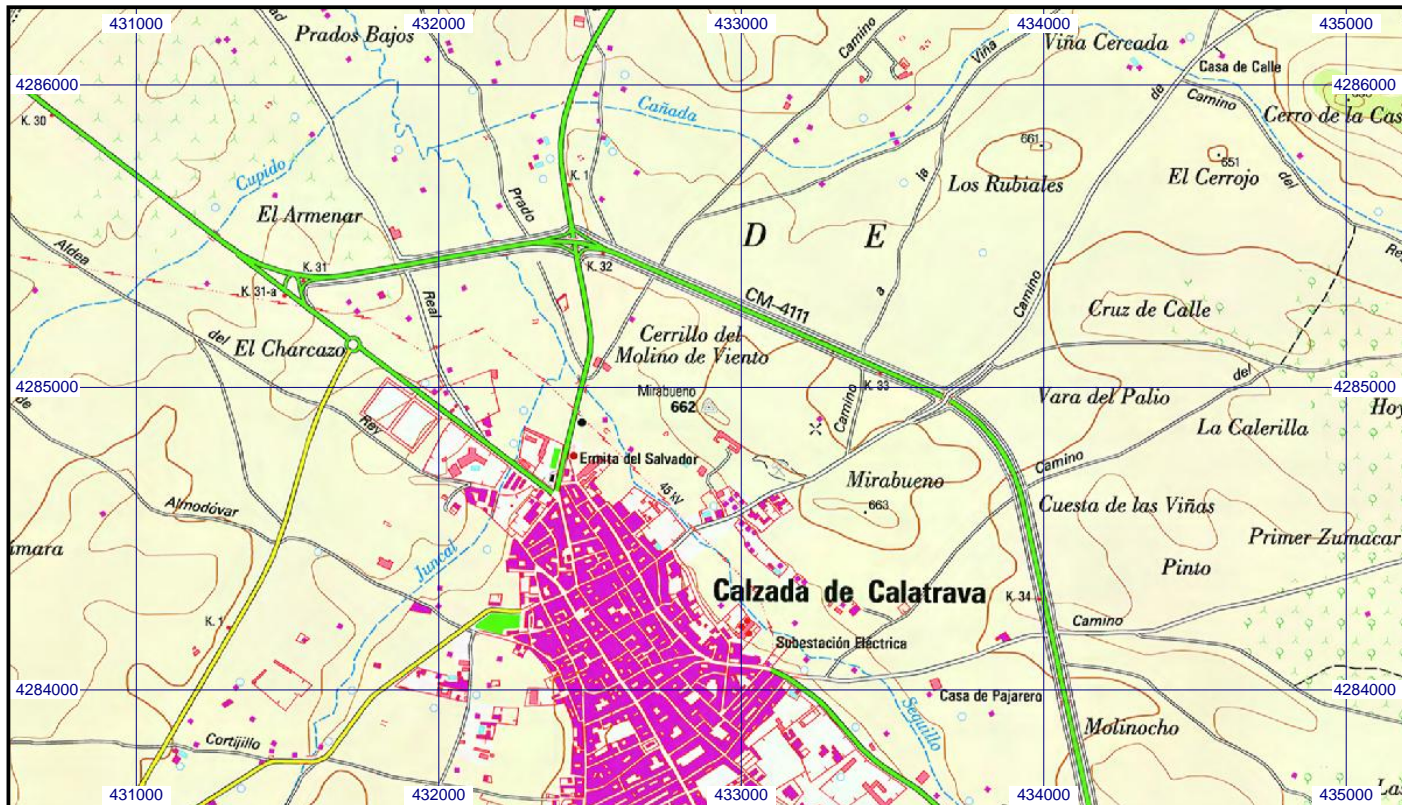 431000 432000 433000 434000 435000
Prados Bajos
Camino
Viña
Viña Cercada
Casa de Calle
4286000
4286000
de
Camino
Cerro de la Cas
K. 30
Cañada
661
651
Los Rubiales
El Cerrojo
la
del
Cupido
K. 1
Prado
El Armenar
D E
Aldea
K. 31
K. 32
K. 31-a
Real
CM-4111
a
Camino
Cruz de Calle
del
El Charcazo
Cerrillo del
Molino de Viento
4285000
4285000
K. 33
del
Mirabueno
662
Vara del Palio
de
Rey
Camino
La Calerilla
Hoy
Ermita del Salvador
Camino
Mirabueno
45 kV
663
Cuesta de las Viñas
Almodóvar
Primer Zumacar
Pinto
Juncal
Calzada de Calatrava
K. 34
K. 1
Camino
Subestación Eléctrica
4284000
4284000
Casa de Pajarero
Sequillo
Molinocho
Cortijillo
431000 432000 433000 434000 435000